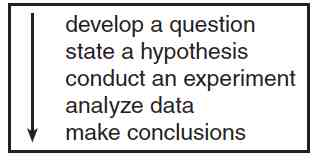 develop a question
state a hypothesis
conduct an experiment
analyze data
make conclusions